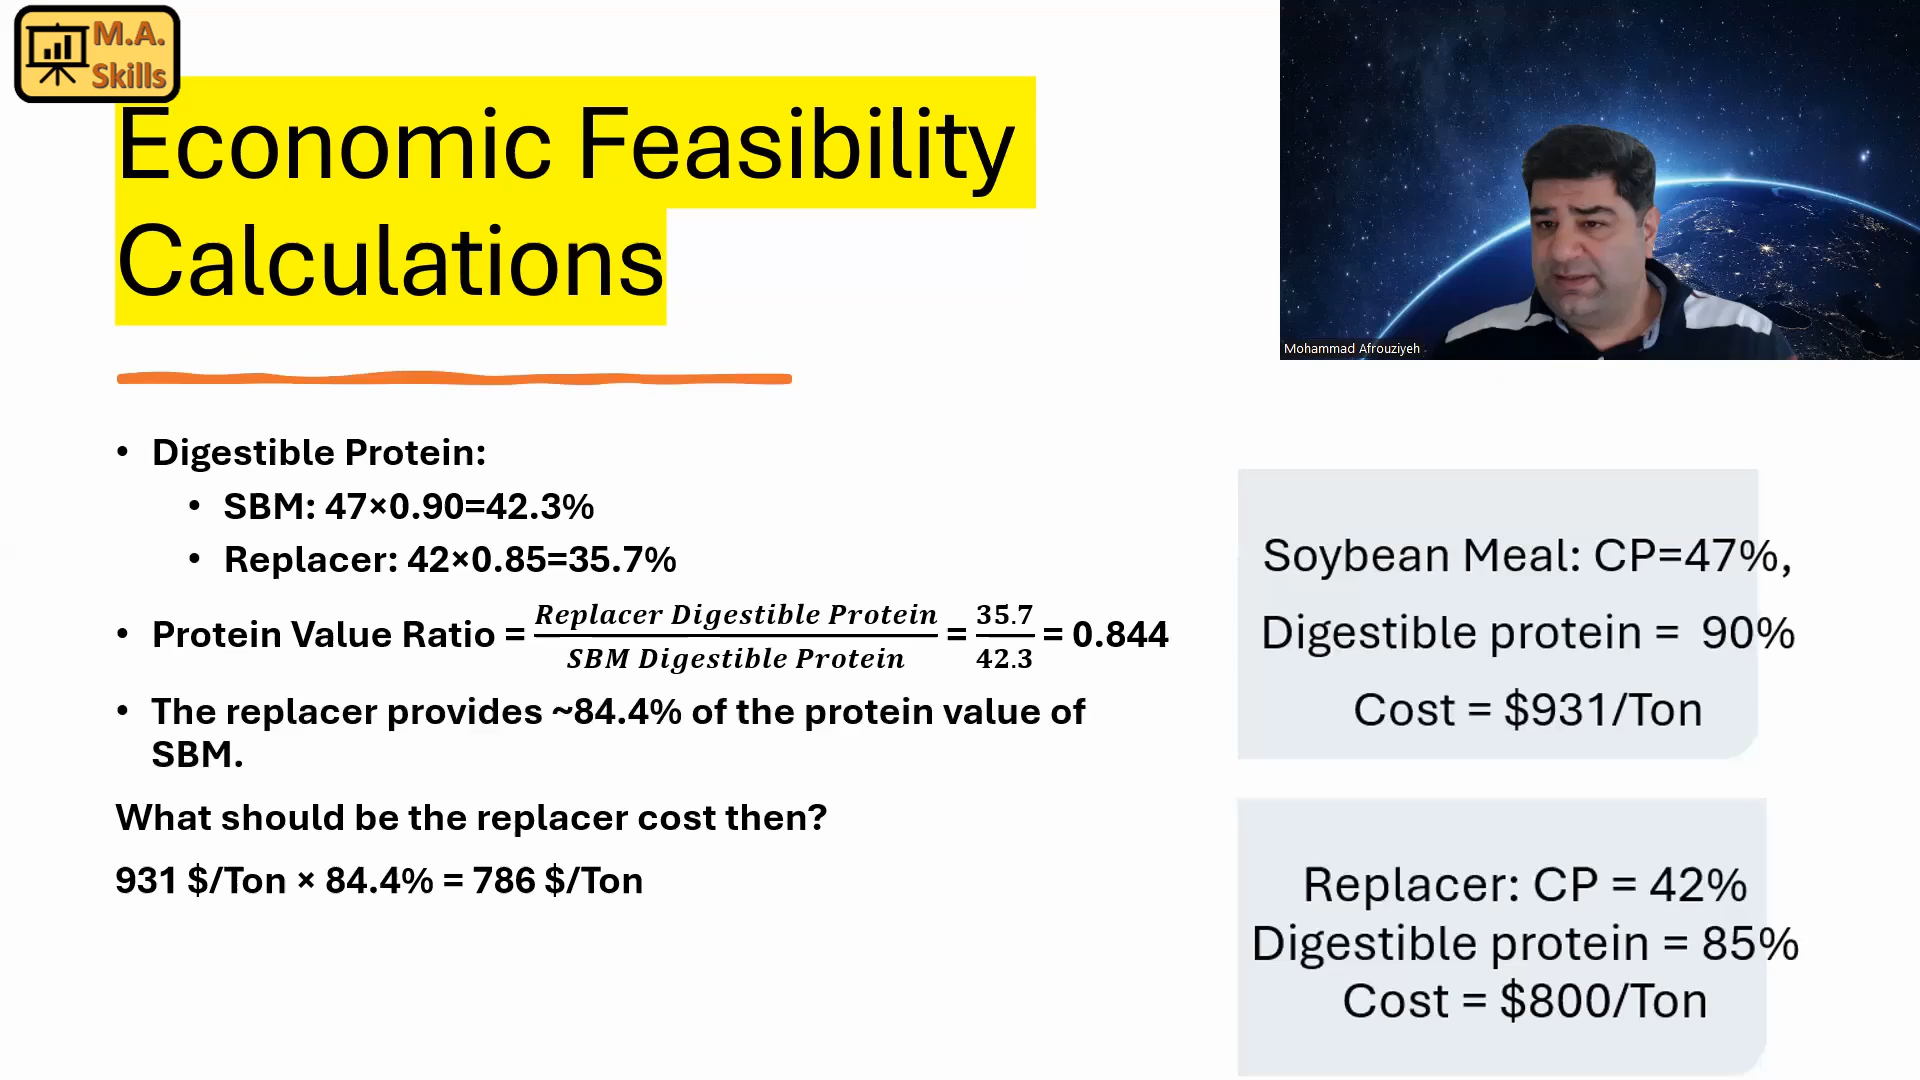 M.A.
Skills
Economic Feasibility
Calculations
Mohammad Afrouziyeh
• Digestible Protein:
• SBM: 47×0.90=42.3%
• Replacer: 42×0.85=35.7%
• Protein Value Ratio = Replacer Digestible Protein / SBM Digestible Protein = 35.7 / 42.3 = 0.844
• The replacer provides ~84.4% of the protein value of
SBM.
What should be the replacer cost then?
931 $/Ton × 84.4% = 786 $/Ton
Soybean Meal: CP=47%,
Digestible protein = 90%
Cost = $931/Ton
Replacer: CP = 42%
Digestible protein = 85%
Cost = $800/Ton